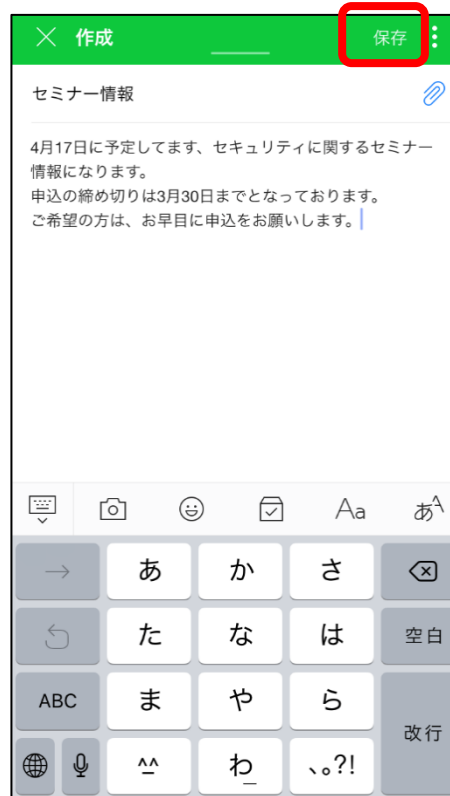 作成
保存
セミナー情報
4月17日に予定してます、セキュリティに関するセミナー
情報になります。
申込の締め切りは3月30日までとなっております。
ご希望の方は、お早目に申込をお願いします。
Aa
あA
→
あ
か
さ
た
な
は
空白
ABC
ま
や
ら
改行
^^
わ
、。?!